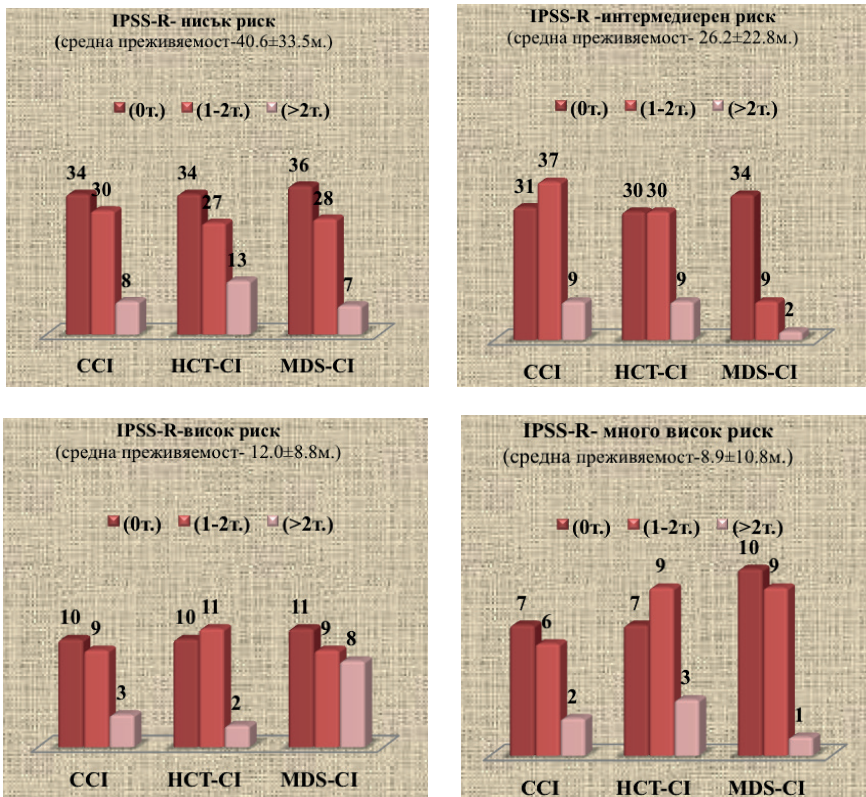 IPSS-R- нисък риск
(средна преживяемост-40.6±33.5м.)
(0т.) (1-2т.) (>2т.)
34 30 8 34 27 13 36 28 7
CCI HCT-CI MDS-CI
IPSS-R -интермедиерен риск
(средна преживяемост- 26.2±22.8м.)
(0т.) (1-2т.) (>2т.)
31 37 9 30 30 9 34 9 2
CCI HCT-CI MDS-CI
IPSS-R-висок риск
(средна преживяемост- 12.0±8.8м.)
(0т.) (1-2т.) (>2т.)
10 9 3 10 11 2 11 9 8
CCI HCT-CI MDS-CI
IPSS-R- много висок риск
(средна преживяемост-8.9±10.8м.)
(0т.) (1-2т.) (>2т.)
7 6 2 7 9 3 10 9 1
CCI HCT-CI MDS-CI